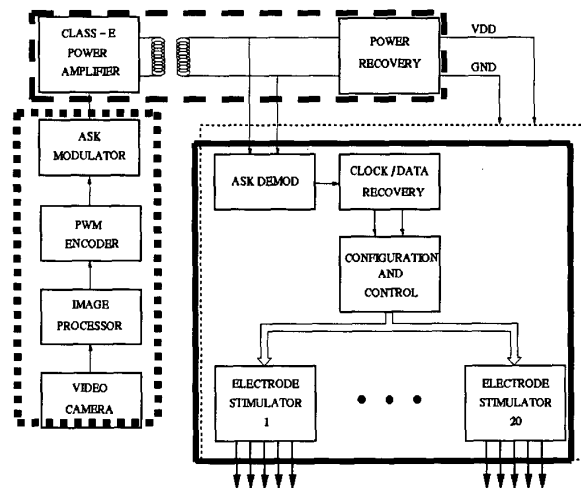 CLASS - E
POWER
AMPLIFIER
POWER
RECOVERY
VDD
GND
ASK
MODULATOR
ASK DEMOD
CLOCK / DATA
RECOVERY
PWM
ENCODER
CONFIGURATION
AND
CONTROL
IMAGE
PROCESSOR
VIDEO
CAMERA
ELECTRODE
STIMULATOR
1
ELECTRODE
STIMULATOR
20